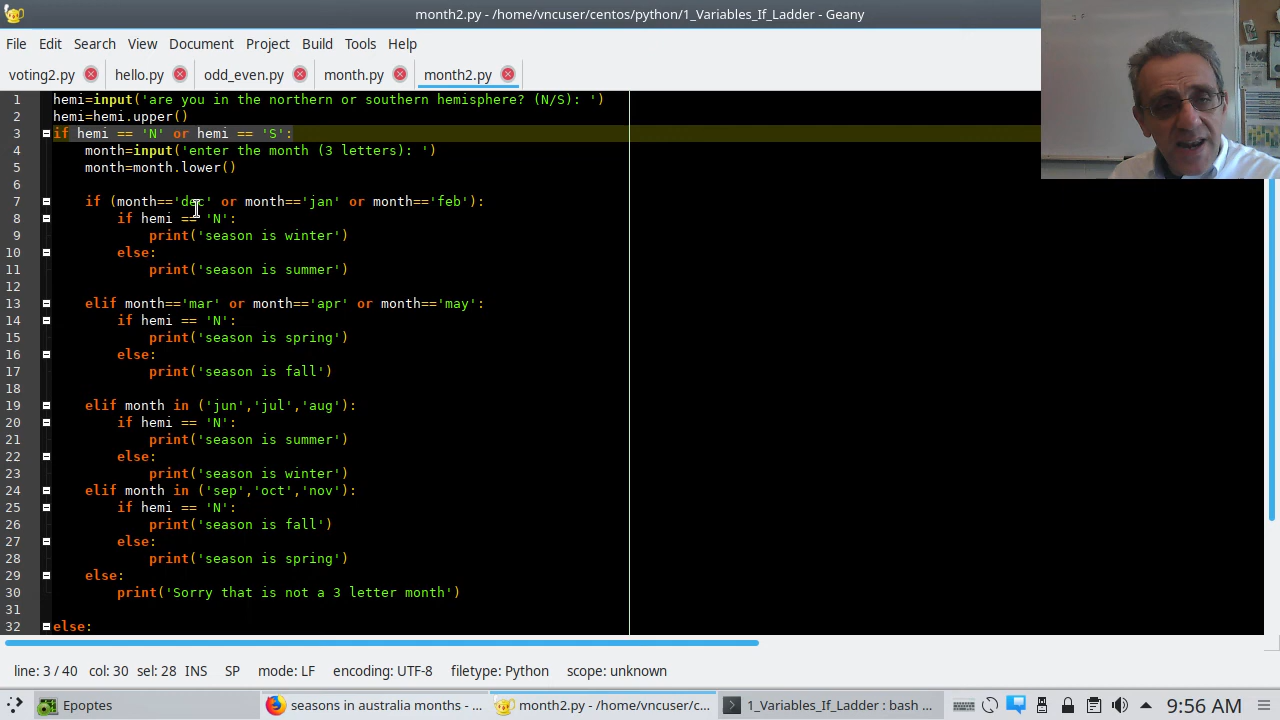 month2.py - /home/vncuser/centos/python/1_Variables_If_Ladder - Geany
File Edit Search View Document Project Build Tools Help
voting2.py hello.py odd_even.py month.py month2.py
1 hemi=input('are you in the northern or southern hemisphere? (N/S): ')
2 hemi=hemi.upper()
3 if hemi == 'N' or hemi == 'S':
4 month=input('enter the month (3 letters): ')
5 month=month.lower()
6
7 if (month=='dec' or month=='jan' or month=='feb'):
8 if hemi == 'N':
9 print('season is winter')
10 else:
11 print('season is summer')
12
13 elif month=='mar' or month=='apr' or month=='may':
14 if hemi == 'N':
15 print('season is spring')
16 else:
17 print('season is fall')
18
19 elif month in ('jun','jul','aug'):
20 if hemi == 'N':
21 print('season is summer')
22 else:
23 print('season is winter')
24 elif month in ('sep','oct','nov'):
25 if hemi == 'N':
26 print('season is fall')
27 else:
28 print('season is spring')
29 else:
30 print('Sorry that is not a 3 letter month')
31
32 else:
line: 3 / 40 col: 30 sel: 28 INS SP mode: LF encoding: UTF-8 filetype: Python scope: unknown
Epoptes seasons in australia months - ... month2.py - /home/vncuser/c... 1_Variables_If_Ladder : bash ... 9:56 AM